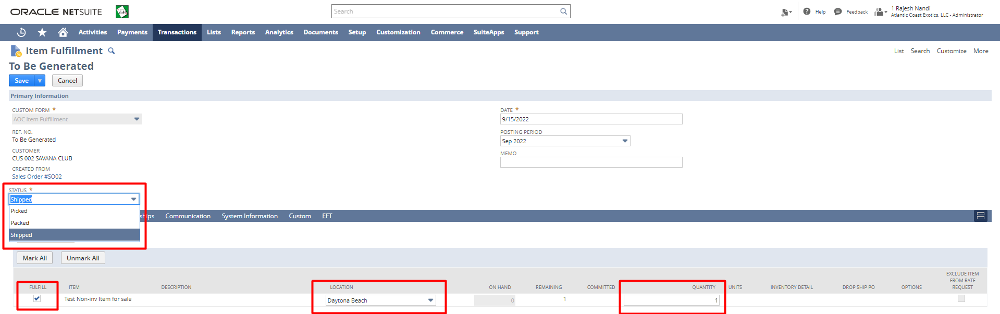 ORACLE NETSUITE
Search
Help
Feedback
1 Rajesh Nandi
Atlantic Coast Exotics, LLC - Administrator
Activities Payments Transactions Lists Reports Analytics Documents Setup Customization Commerce SuiteApps Support
Item Fulfillment
List Search Customize More
To Be Generated
Save Cancel
Primary Information
CUSTOM FORM *
AOC Item Fulfillment
REF. NO.
To Be Generated
CUSTOMER
CUS 002 SAVANA CLUB
CREATED FROM
Sales Order #SO02
STATUS *
Shipped
Picked
Packed
Shipped
DATE *
9/15/2022
POSTING PERIOD
Sep 2022
MEMO
ships Communication System Information Custom EFT
Mark All Unmark All
FULFILL ITEM DESCRIPTION LOCATION ON HAND REMAINING COMMITTED QUANTITY UNITS INVENTORY DETAIL DROP SHIP PO OPTIONS EXCLUDE ITEM FROM RATE REQUEST
Test Non-inv Item for sale Daytona Beach 0 1 1